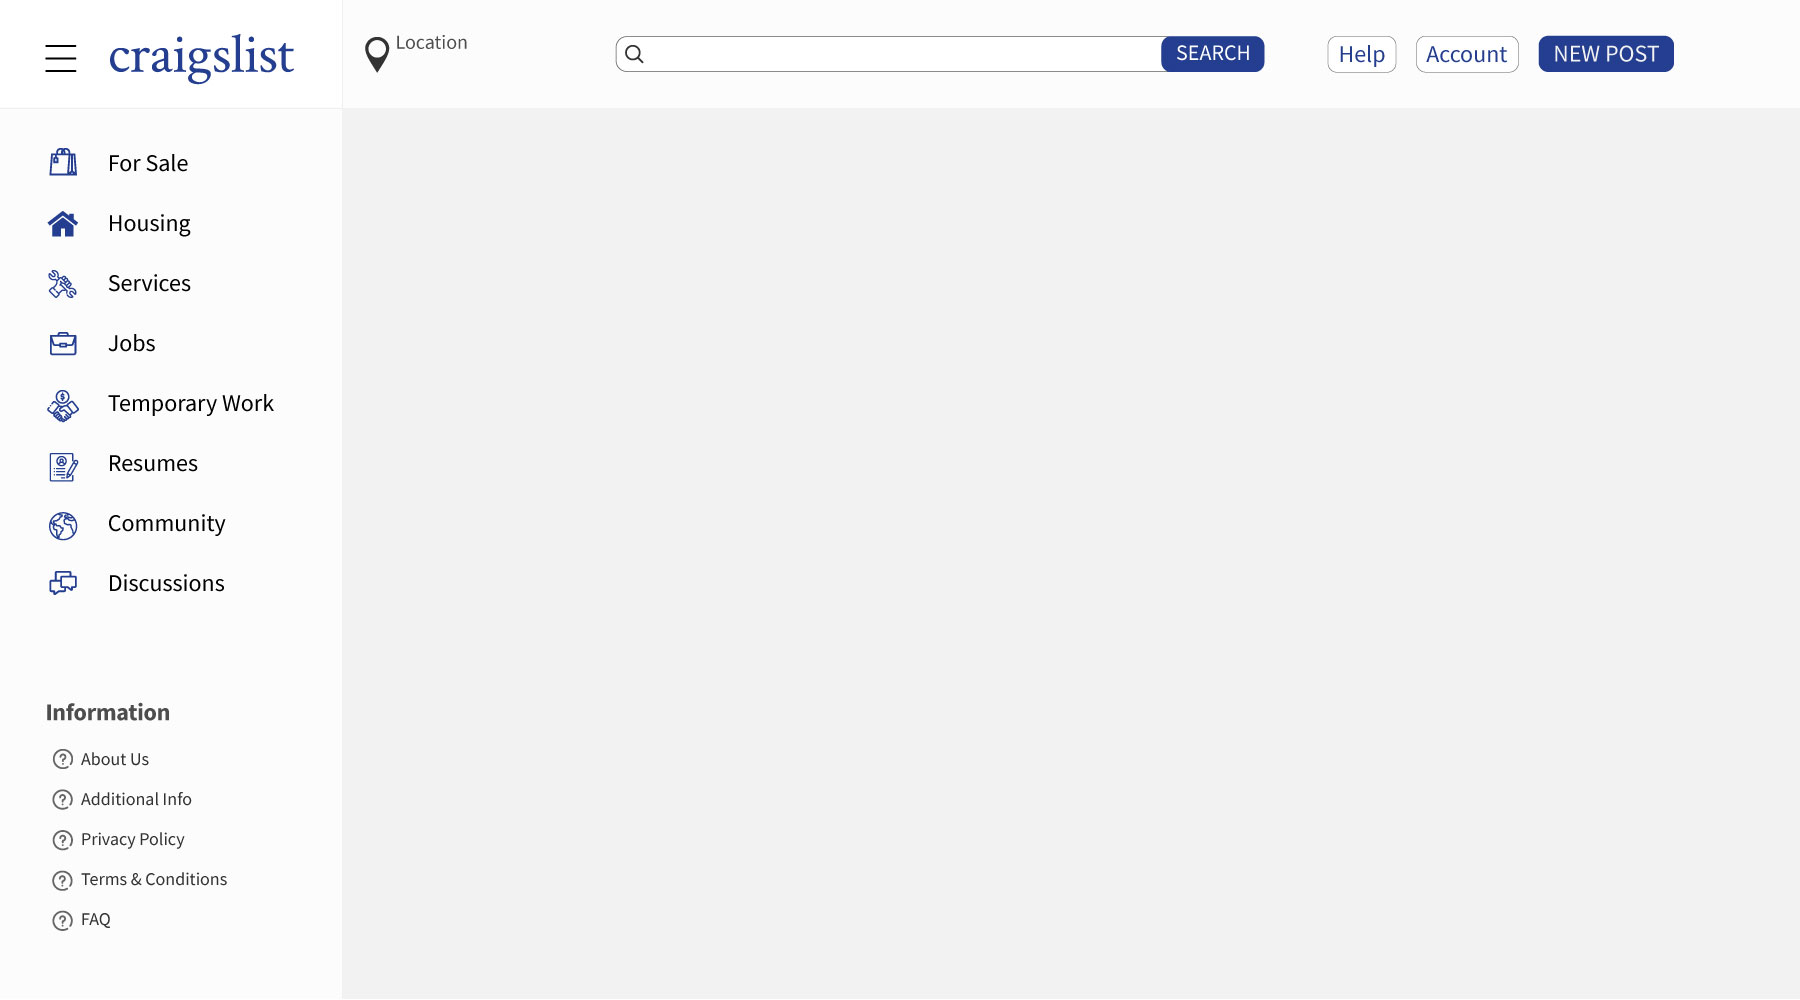 craigslist
Location
SEARCH
Help
Account
NEW POST
For Sale
Housing
Services
Jobs
Temporary Work
Resumes
Community
Discussions
Information
About Us
Additional Info
Privacy Policy
Terms & Conditions
FAQ